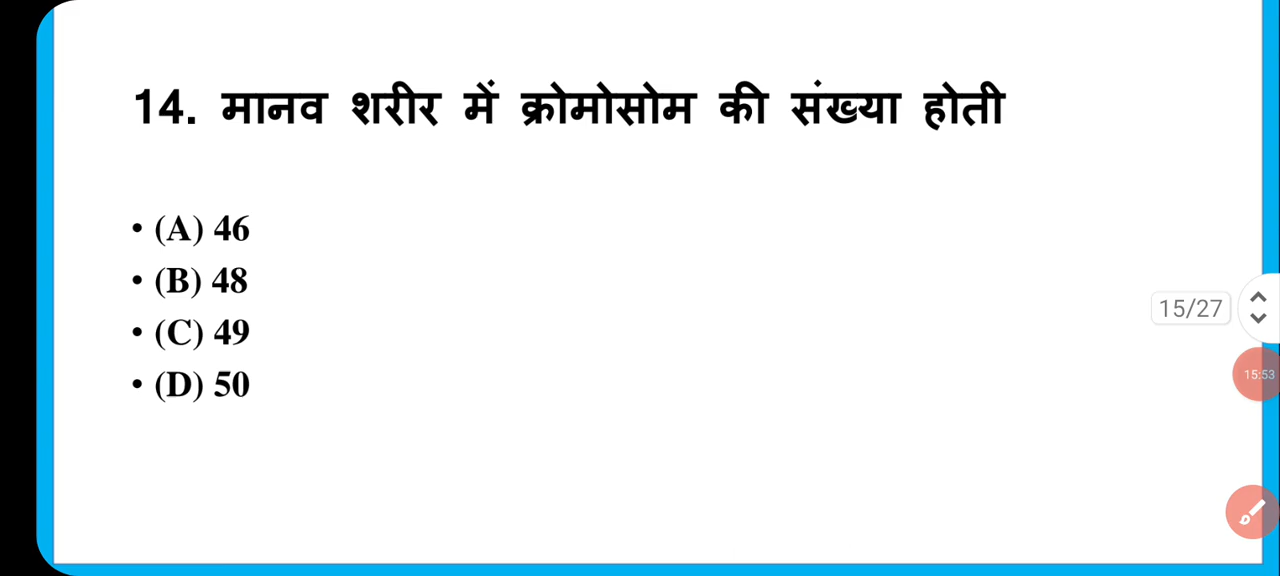 14. मानव शरीर में क्रोमोसोम की संख्या होती
• (A) 46
• (B) 48
• (C) 49
• (D) 50
15/27
15:53